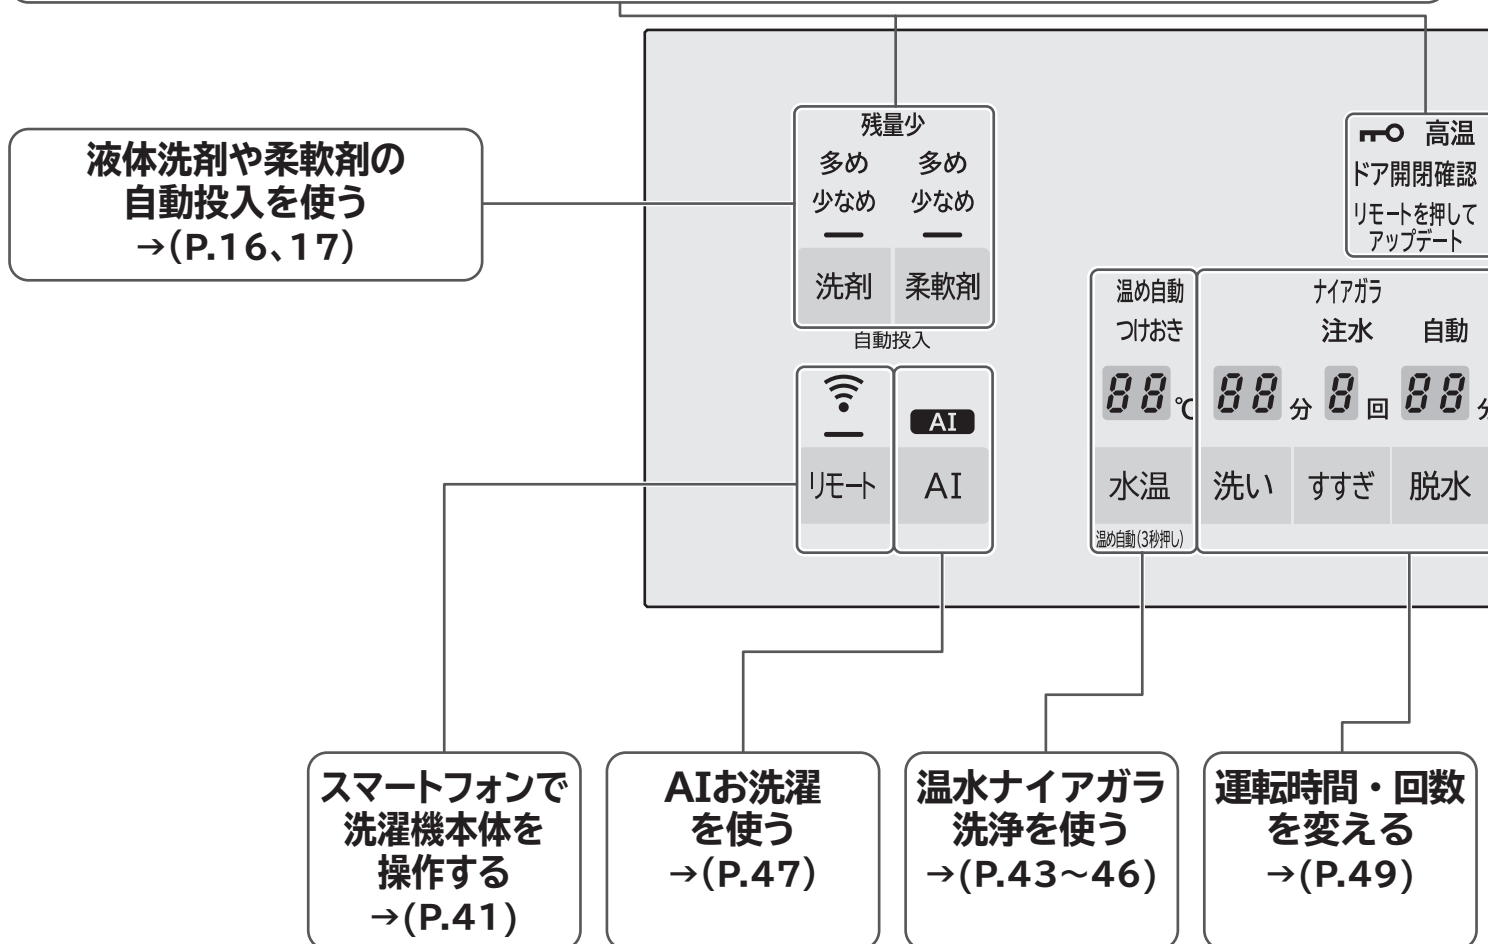 液体洗剤や柔軟剤の
自動投入を使う
→(P.16、17)
残量少
多め 多め
少なめ 少なめ
洗剤 柔軟剤
自動投入
高温
ドア開閉確認
リモートを押して
アップデート
リモート
AI
AI
温め自動
つけおき
88℃
水温
温め自動(3秒押し)
ナイアガラ
注水 自動
88分 8回 88分
洗い すすぎ 脱水
スマートフォンで
洗濯機本体を
操作する
→(P.41)
AIお洗濯
を使う
→(P.47)
温水ナイアガラ
洗浄を使う
→(P.43～46)
運転時間・回数
を変える
→(P.49)